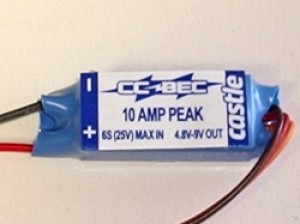 - CC BEC
10 AMP PEAK
+ 6S (25V) MAX IN 4.8V-9V OUT
castle